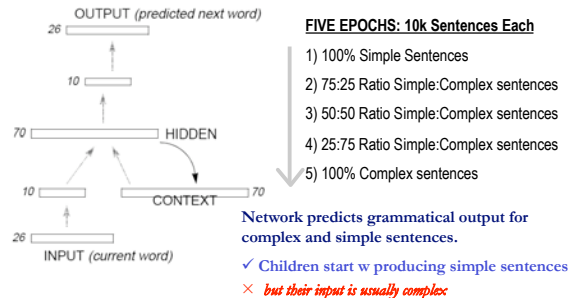 OUTPUT (predicted next word)
26
10
70
HIDDEN
10
CONTEXT
70
26
INPUT (current word)
FIVE EPOCHS: 10k Sentences Each
1) 100% Simple Sentences
2) 75:25 Ratio Simple:Complex sentences
3) 50:50 Ratio Simple:Complex sentences
4) 25:75 Ratio Simple:Complex sentences
5) 100% Complex sentences
Network predicts grammatical output for
complex and simple sentences.
✓ Children start w producing simple sentences
× but their input is usually complex